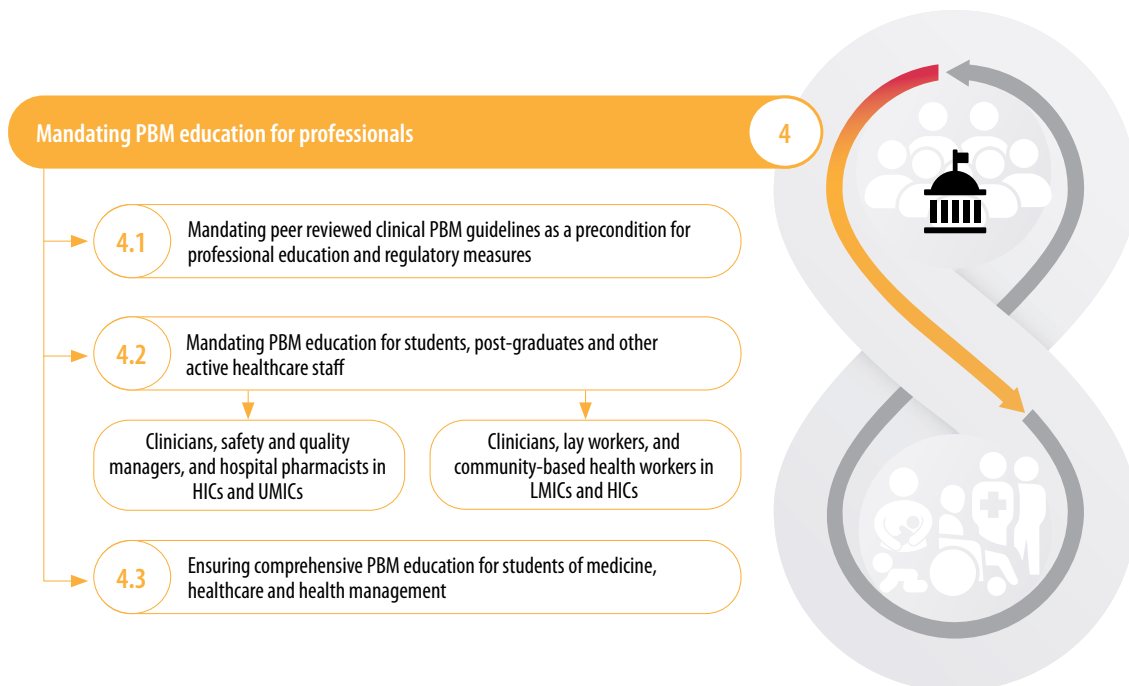 Mandating PBM education for professionals
4
4.1
Mandating peer reviewed clinical PBM guidelines as a precondition for
professional education and regulatory measures
4.2
Mandating PBM education for students, post-graduates and other
active healthcare staff
Clinicians, safety and quality
managers, and hospital pharmacists in
HICs and UMICs
Clinicians, lay workers, and
community-based health workers in
LMICs and HICs
4.3
Ensuring comprehensive PBM education for students of medicine,
healthcare and health management